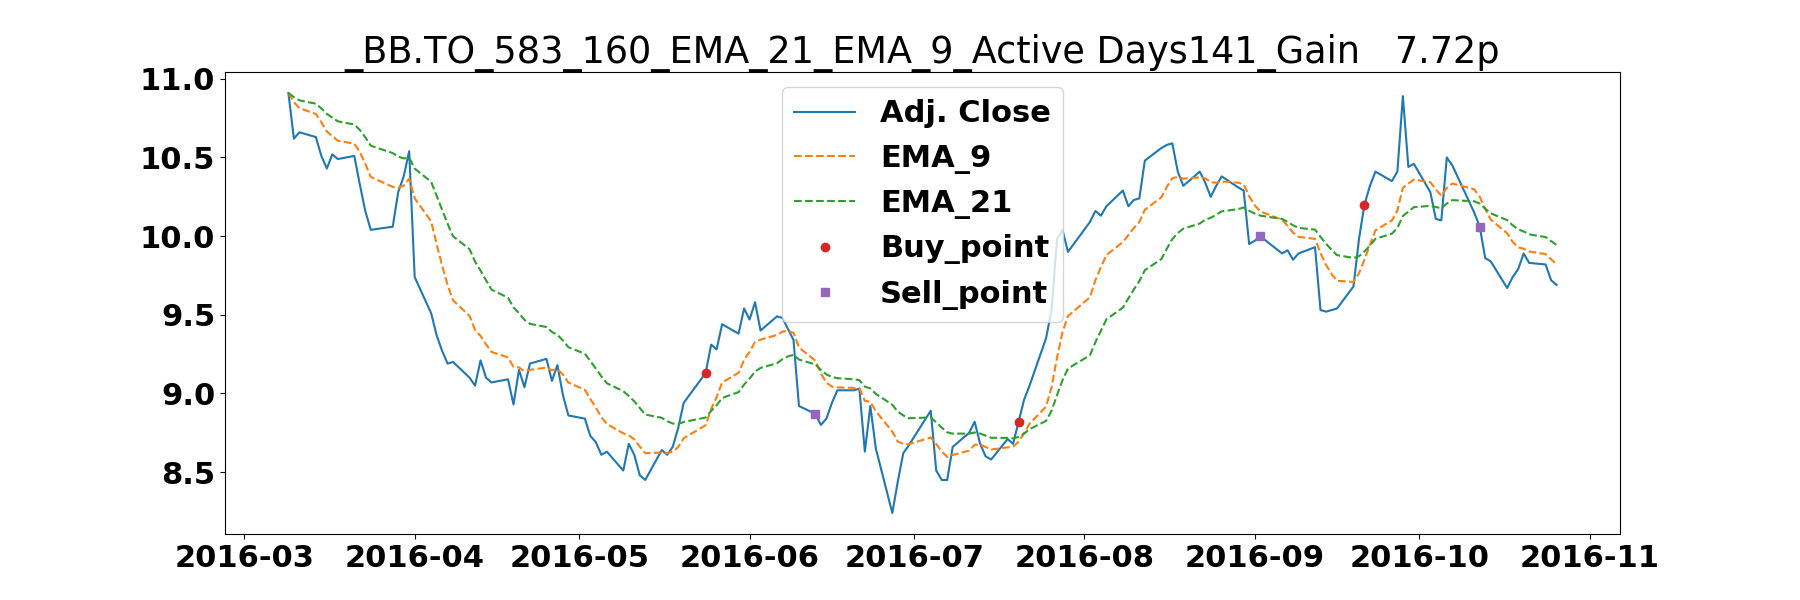 _BB.TO_583_160_EMA_21_EMA_9_Active Days141_Gain   7.72p
11.0
10.5
10.0
9.5
9.0
8.5
Adj. Close
EMA_9
EMA_21
Buy_point
Sell_point
2016-03 2016-04 2016-05 2016-06 2016-07 2016-08 2016-09 2016-10 2016-11